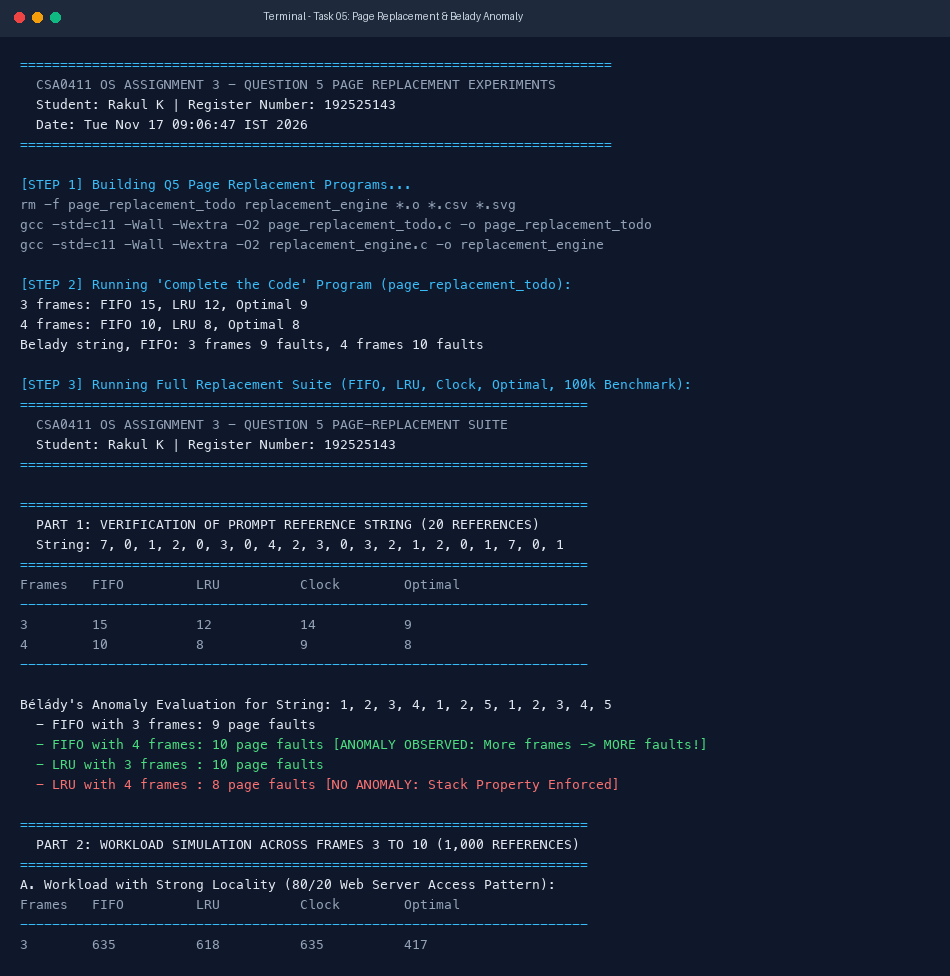 Terminal - Task 05: Page Replacement & Belady Anomaly
==========================================================================
CSA0411 OS ASSIGNMENT 3 - QUESTION 5 PAGE REPLACEMENT EXPERIMENTS
Student: Rakul K | Register Number: 192525143
Date: Tue Nov 17 09:06:47 IST 2026
==========================================================================
[STEP 1] Building Q5 Page Replacement Programs...
rm -f page_replacement_todo replacement_engine *.o *.csv *.svg
gcc -std=c11 -Wall -Wextra -O2 page_replacement_todo.c -o page_replacement_todo
gcc -std=c11 -Wall -Wextra -O2 replacement_engine.c -o replacement_engine
[STEP 2] Running 'Complete the Code' Program (page_replacement_todo):
3 frames: FIFO 15, LRU 12, Optimal 9
4 frames: FIFO 10, LRU 8, Optimal 8
Belady string, FIFO: 3 frames 9 faults, 4 frames 10 faults
[STEP 3] Running Full Replacement Suite (FIFO, LRU, Clock, Optimal, 100k Benchmark):
=======================================================================
CSA0411 OS ASSIGNMENT 3 - QUESTION 5 PAGE-REPLACEMENT SUITE
Student: Rakul K | Register Number: 192525143
=======================================================================
=======================================================================
PART 1: VERIFICATION OF PROMPT REFERENCE STRING (20 REFERENCES)
String: 7, 0, 1, 2, 0, 3, 0, 4, 2, 3, 0, 3, 2, 1, 2, 0, 1, 7, 0, 1
=======================================================================
Frames FIFO LRU Clock Optimal
-----------------------------------------------------------------------
3 15 12 14 9
4 10 8 9 8
-----------------------------------------------------------------------
Bélády's Anomaly Evaluation for String: 1, 2, 3, 4, 1, 2, 5, 1, 2, 3, 4, 5
- FIFO with 3 frames: 9 page faults
- FIFO with 4 frames: 10 page faults [ANOMALY OBSERVED: More frames -> MORE faults!]
- LRU with 3 frames : 10 page faults
- LRU with 4 frames : 8 page faults [NO ANOMALY: Stack Property Enforced]
=======================================================================
PART 2: WORKLOAD SIMULATION ACROSS FRAMES 3 TO 10 (1,000 REFERENCES)
=======================================================================
A. Workload with Strong Locality (80/20 Web Server Access Pattern):
Frames FIFO LRU Clock Optimal
-----------------------------------------------------------------------
3 635 618 635 417